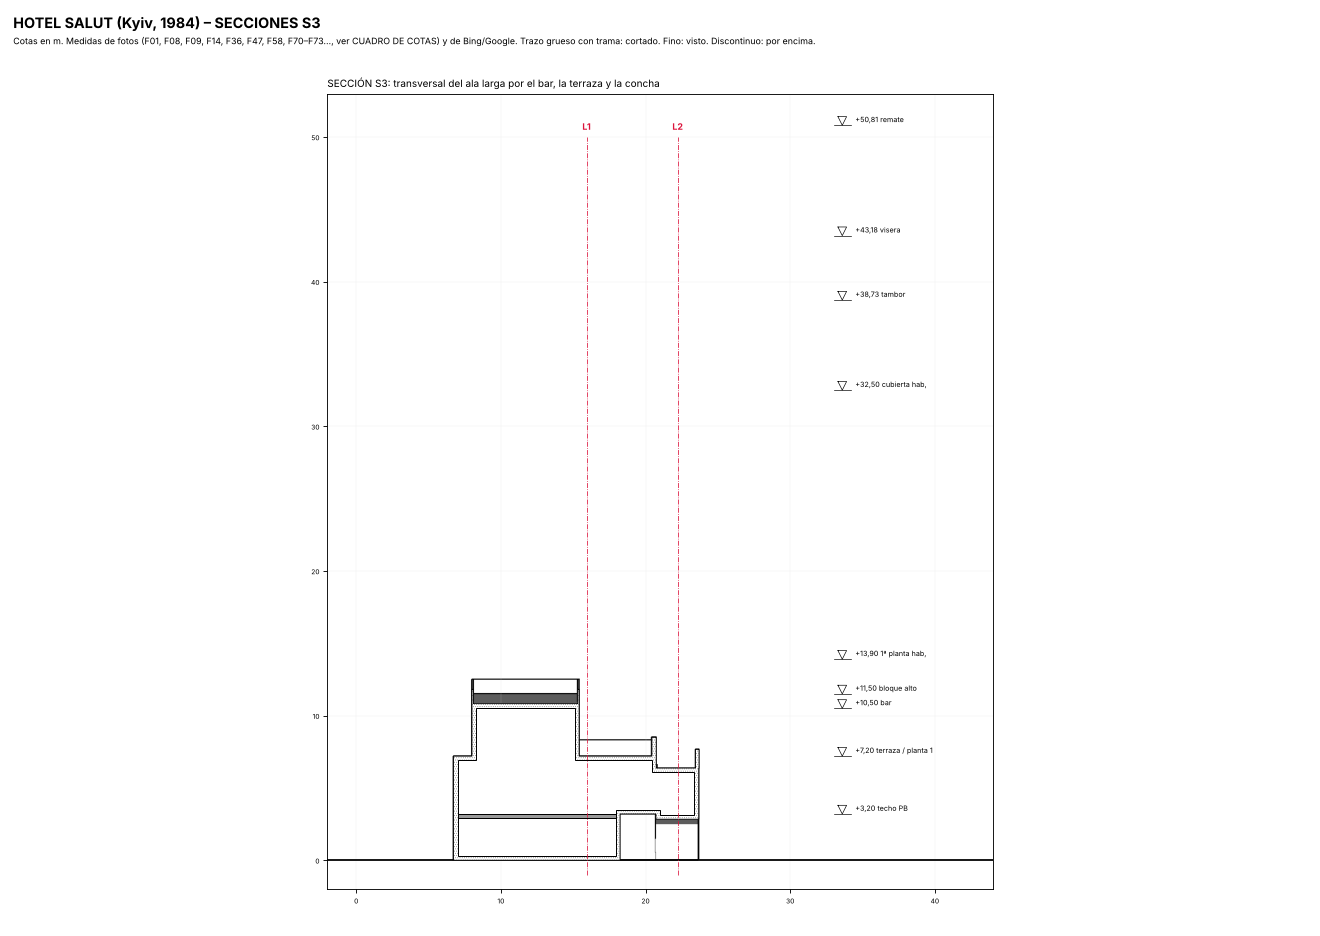 HOTEL SALUT (Kyiv, 1984) – SECCIONES S3
Cotas en m. Medidas de fotos (F01, F08, F09, F14, F36, F47, F58, F70–F73..., ver CUADRO DE COTAS) y de Bing/Google. Trazo grueso con trama: cortado. Fino: visto. Discontinuo: por encima.
SECCIÓN S3: transversal del ala larga por el bar, la terraza y la concha
L1 L2
+50,81 remate
50
+43,18 visera
40
+38,73 tambor
+32,50 cubierta hab,
30
20
+13,90 1ª planta hab,
+11,50 bloque alto
+10,50 bar
10
+7,20 terraza / planta 1
+3,20 techo PB
0
0 10 20 30 40